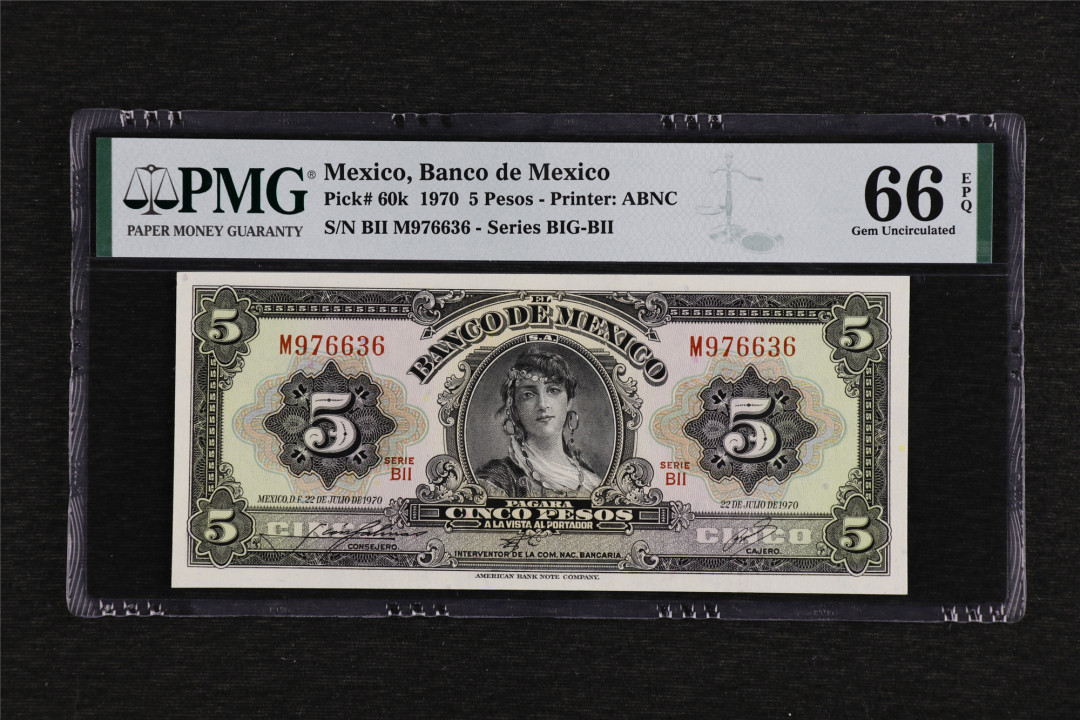 PMG®
PAPER MONEY GUARANTY
Mexico, Banco de Mexico
Pick# 60k 1970 5 Pesos - Printer: ABNC
S/N BII M976636 - Series BIG-BII
66
EPQ
Gem Uncirculated
EL
BANCO DE MEXICO
S.A.
5
5
M976636
M976636
5
5
SERIE
BII
SERIE
BII
MEXICO, D.F. 22 DE JULIO DE 1970
22 DE JULIO DE 1970
PAGARA
CINCO PESOS
A LA VISTA AL PORTADOR
5
CINCO
CINCO
5
CONSEJERO.
INTERVENTOR DE LA COM. NAC. BANCARIA.
CAJERO.
AMERICAN BANK NOTE COMPANY.